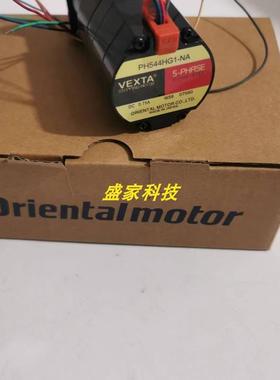 PH544HG1-NA
VEXTA
5-PHASE
DC 0.75A
ORIENTAL MOTOR CO.,LTD.
MADE IN JAPAN
盛家科技
Orientalmotor